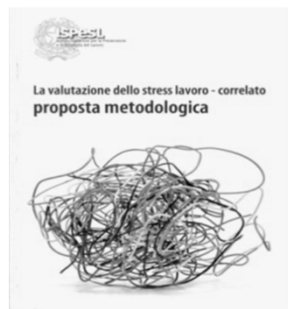 ISPESL
La valutazione dello stress lavoro - correlato
proposta metodologica